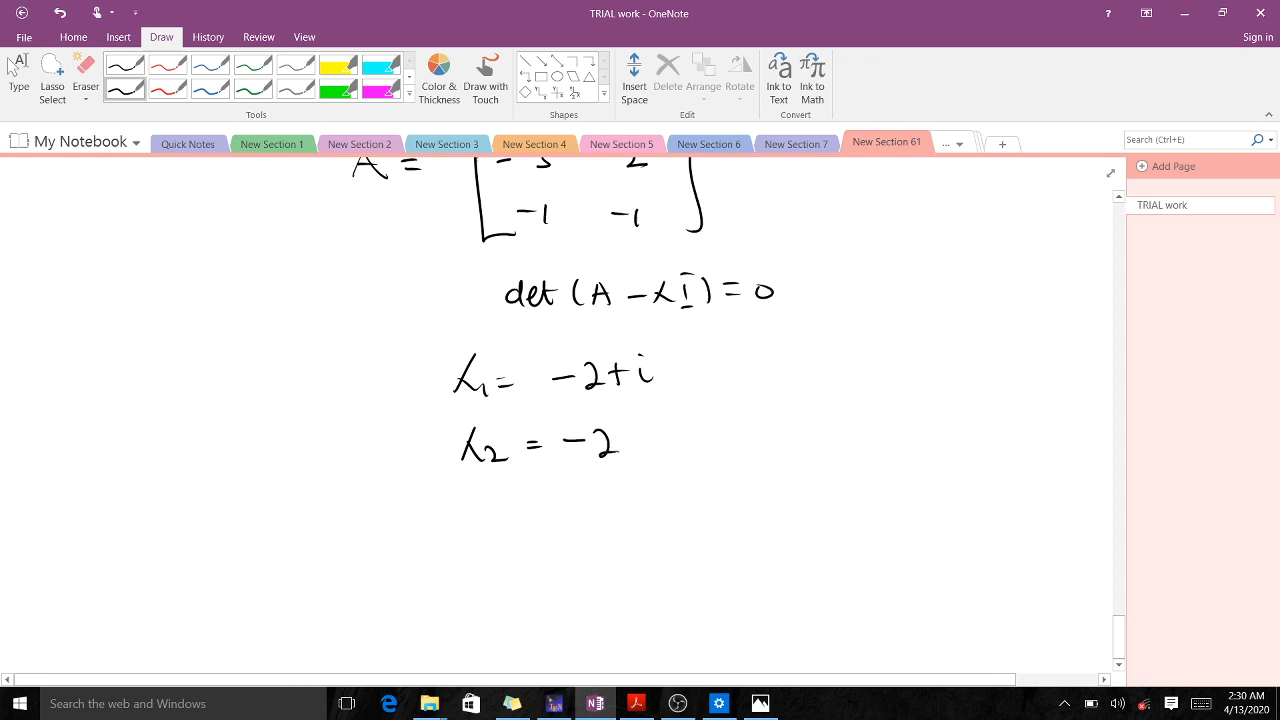 TRIAL work - OneNote
File Home Insert Draw History Review View Sign in
Type Lasso Select Eraser Color & Thickness Draw with Touch Insert Space Delete Arrange Rotate Ink to Text Ink to Math
Tools Shapes Edit Convert
My Notebook Quick Notes New Section 1 New Section 2 New Section 3 New Section 4 New Section 5 New Section 6 New Section 7 New Section 61 ... + Search (Ctrl+E)
Add Page
TRIAL work
A = [ -3 2
-1 -1 ]
det (A - λI) = 0
λ1 = -2+i
λ2 = -2
Search the web and Windows
2:30 AM
4/13/2020